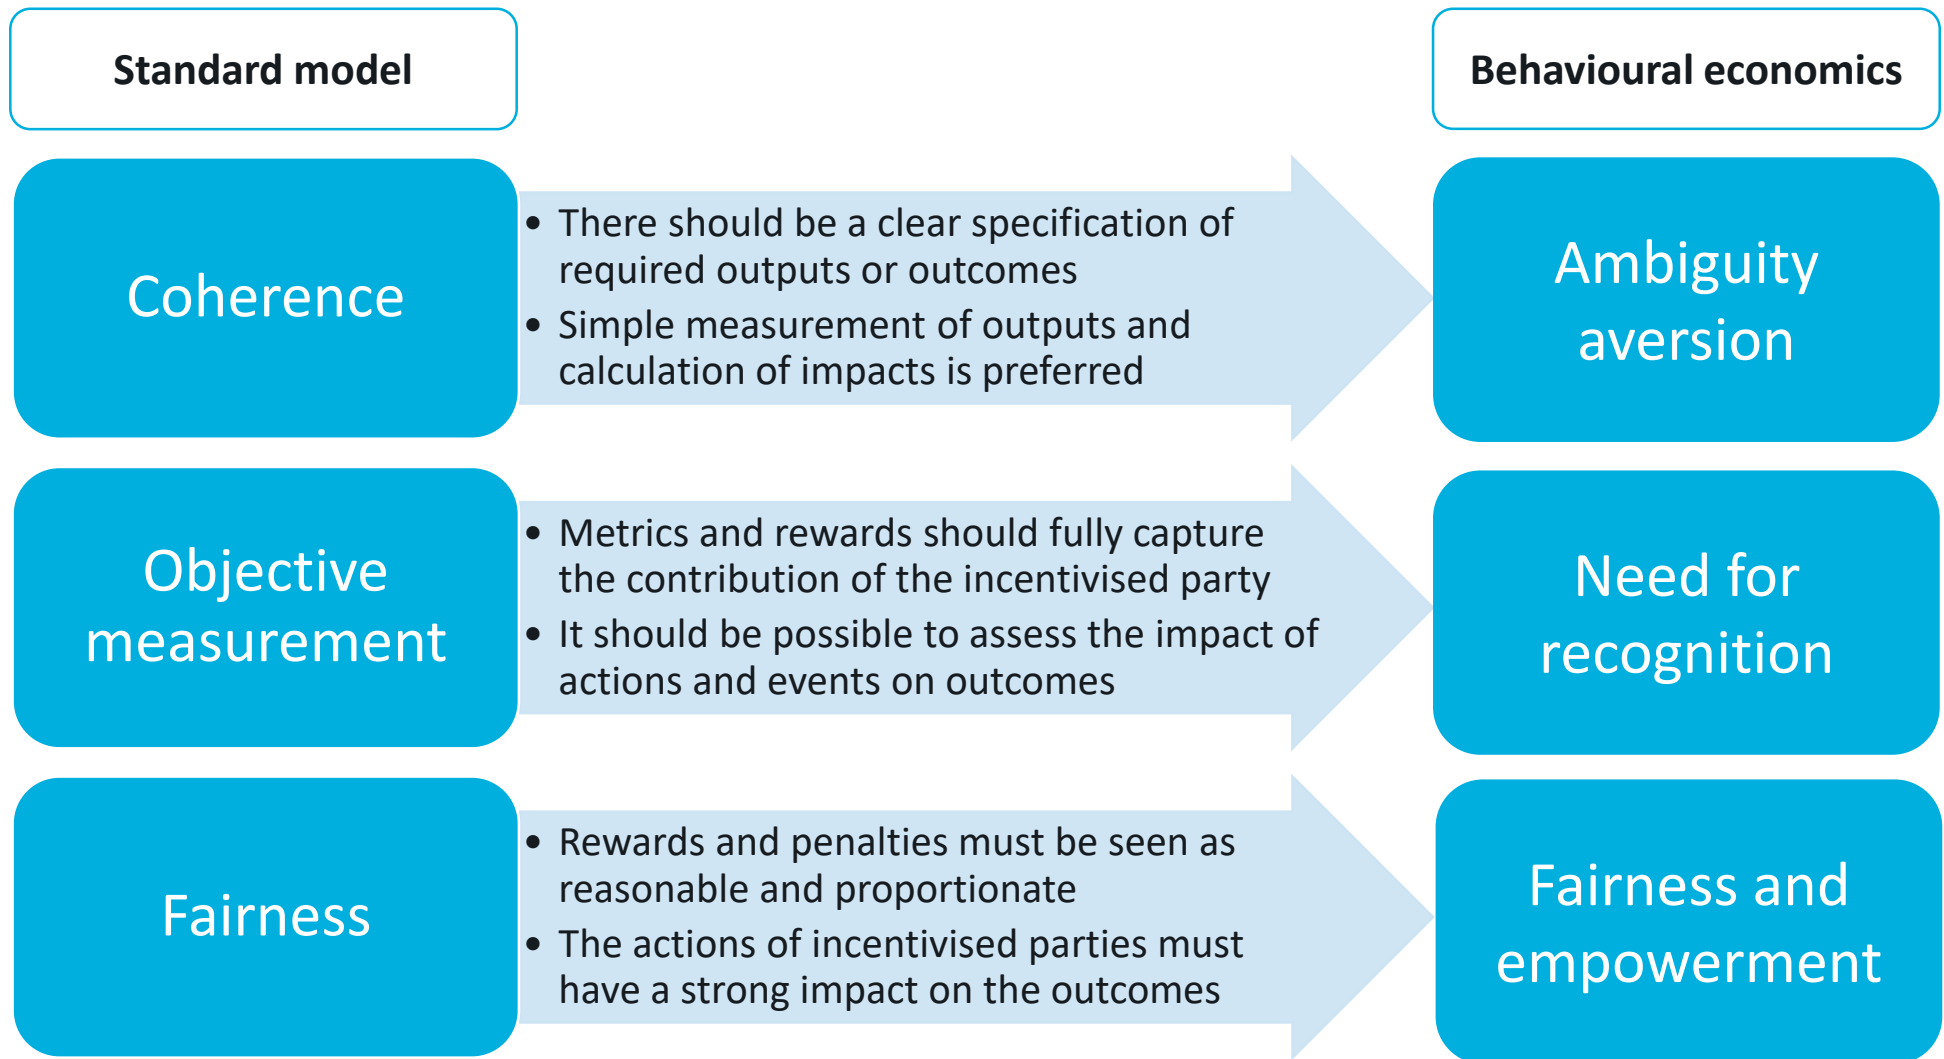 Standard model
Behavioural economics
Coherence
• There should be a clear specification of
required outputs or outcomes
• Simple measurement of outputs and
calculation of impacts is preferred
Ambiguity
aversion
Objective
measurement
• Metrics and rewards should fully capture
the contribution of the incentivised party
• It should be possible to assess the impact of
actions and events on outcomes
Need for
recognition
Fairness
• Rewards and penalties must be seen as
reasonable and proportionate
• The actions of incentivised parties must
have a strong impact on the outcomes
Fairness and
empowerment